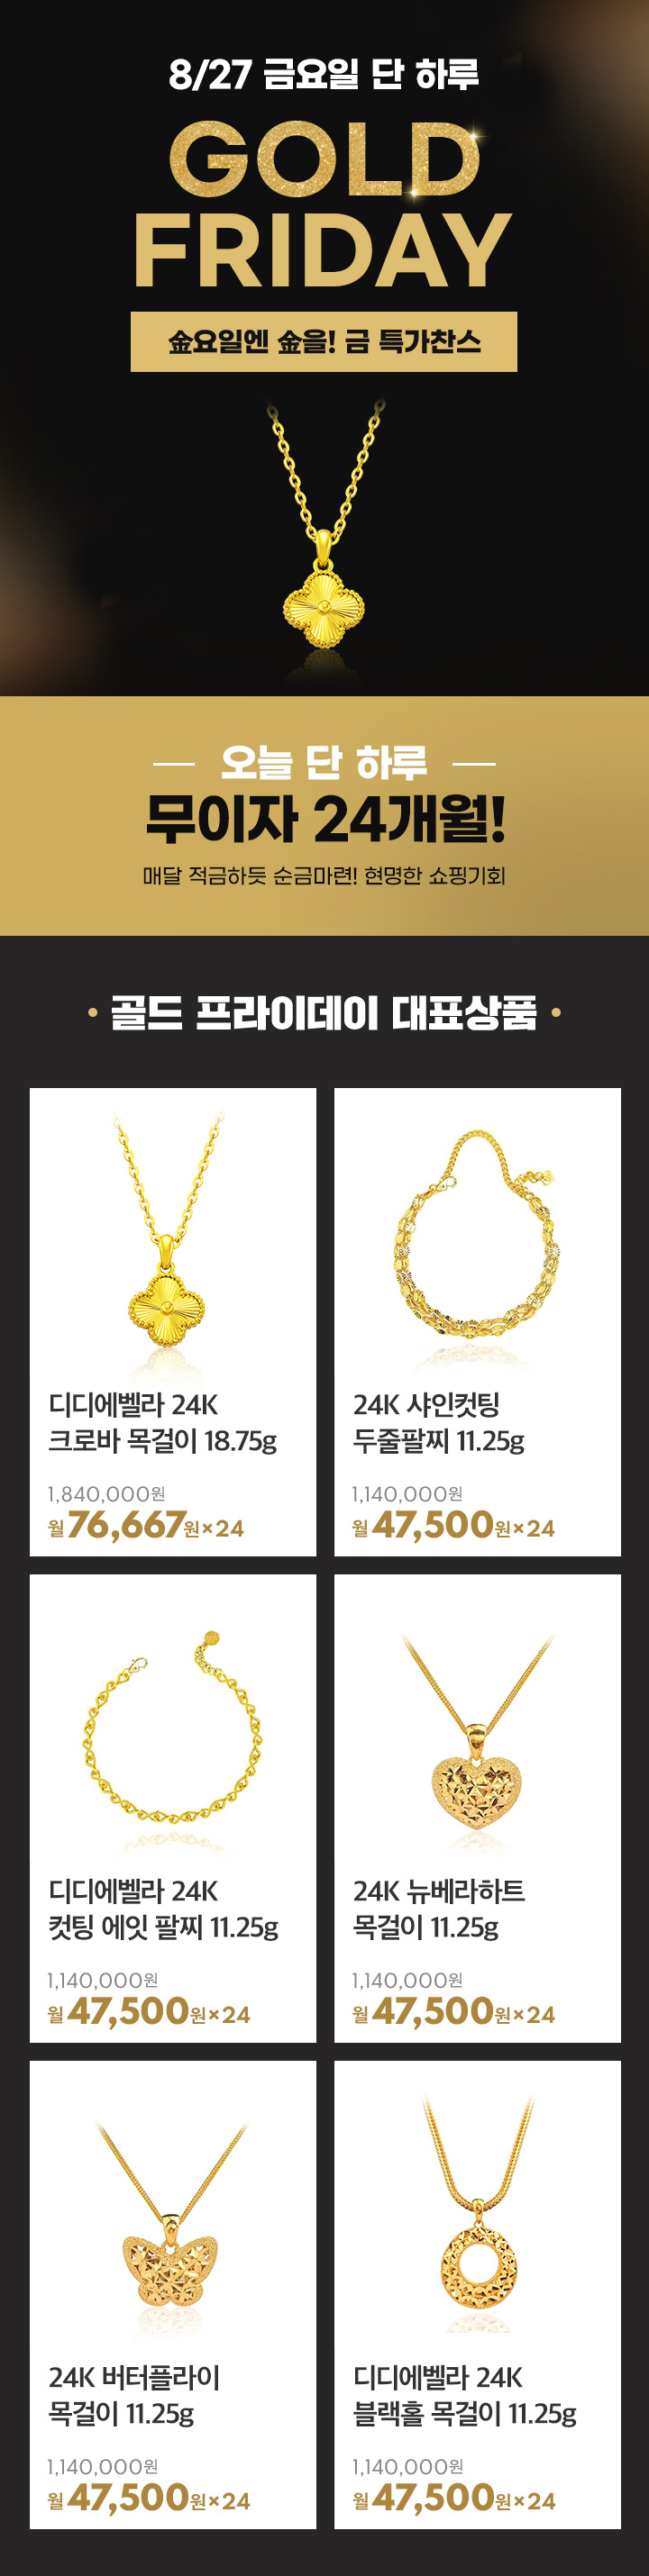 8/27 금요일 단 하루
GOLD
FRIDAY
金요일엔 金을! 금 특가찬스
오늘 단 하루
무이자 24개월!
매달 적금하듯 순금마련! 현명한 쇼핑기회
골드 프라이데이 대표상품
디디에벨라 24K
크로바 목걸이 18.75g
1,840,000원
월 76,667원×24
24K 샤인컷팅
두줄팔찌 11.25g
1,140,000원
월 47,500원×24
디디에벨라 24K
컷팅 에잇 팔찌 11.25g
1,140,000원
월 47,500원×24
24K 뉴베라하트
목걸이 11.25g
1,140,000원
월 47,500원×24
24K 버터플라이
목걸이 11.25g
1,140,000원
월 47,500원×24
디디에벨라 24K
블랙홀 목걸이 11.25g
1,140,000원
월 47,500원×24